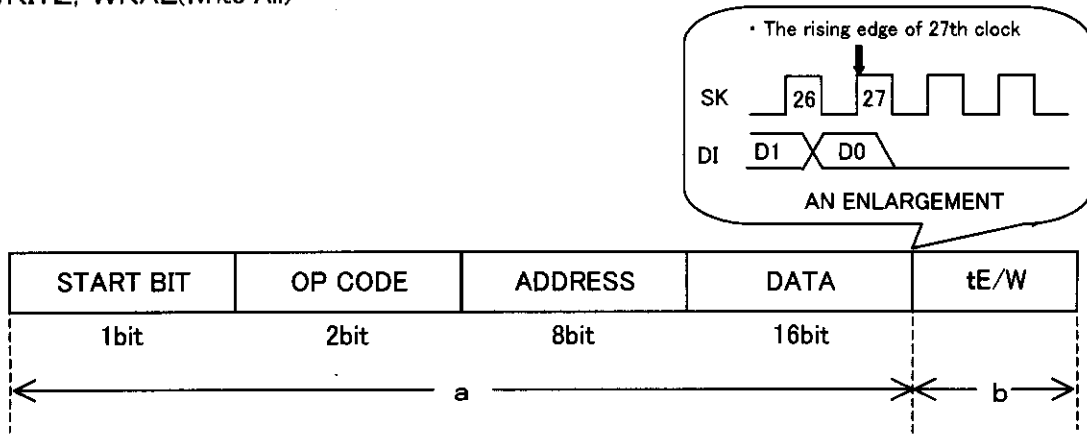 WRITE, WRAL(Write All)
・The rising edge of 27th clock
SK 26 27
DI D1 D0
AN ENLARGEMENT
START BIT OP CODE ADDRESS DATA tE/W
1bit 2bit 8bit 16bit
a b